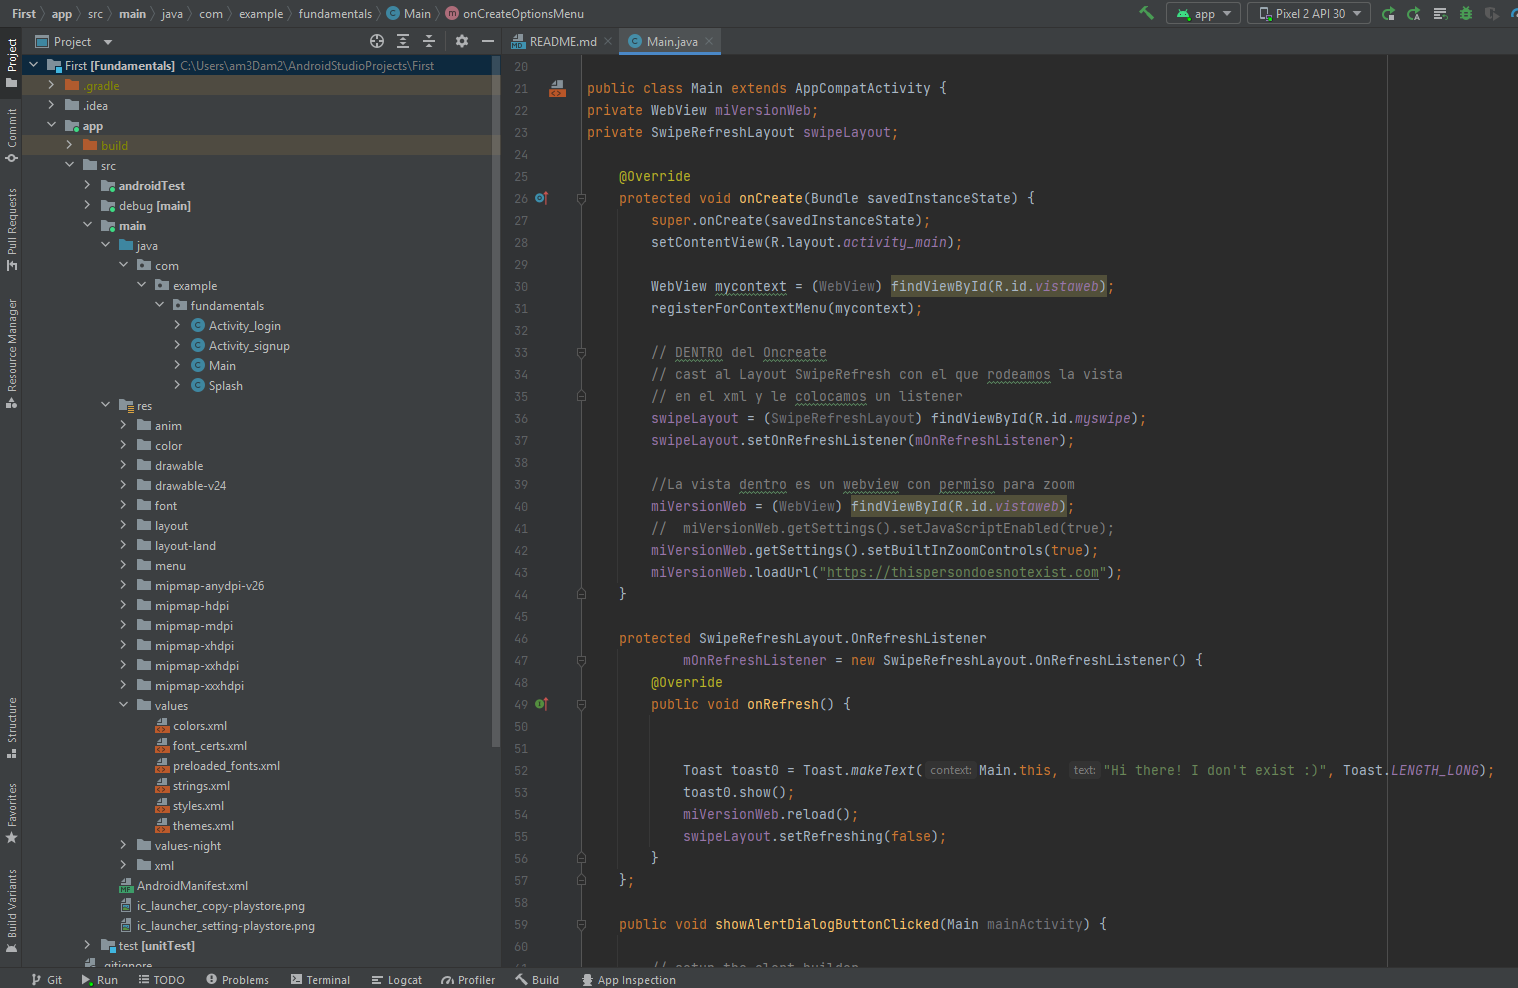 First app src main java com example fundamentals Main onCreateOptionsMenu
app Pixel 2 API 30
Project
README.md Main.java
Project
Commit
Pull Requests
Resource Manager
Structure
Favorites
Build Variants
First [Fundamentals] C:\Users\am3Dam2\AndroidStudioProjects\First
.gradle
.idea
app
build
src
androidTest
debug [main]
main
java
com
example
fundamentals
Activity_login
Activity_signup
Main
Splash
res
anim
color
drawable
drawable-v24
font
layout
layout-land
menu
mipmap-anydpi-v26
mipmap-hdpi
mipmap-mdpi
mipmap-xhdpi
mipmap-xxhdpi
mipmap-xxxhdpi
values
colors.xml
font_certs.xml
preloaded_fonts.xml
strings.xml
styles.xml
themes.xml
values-night
xml
AndroidManifest.xml
ic_launcher_copy-playstore.png
ic_launcher_setting-playstore.png
test [unitTest]
.gitignore
20
21 public class Main extends AppCompatActivity {
22 private WebView miVersionWeb;
23 private SwipeRefreshLayout swipeLayout;
24
25 @Override
26 protected void onCreate(Bundle savedInstanceState) {
27 super.onCreate(savedInstanceState);
28 setContentView(R.layout.activity_main);
29
30 WebView mycontext = (WebView) findViewById(R.id.vistaweb);
31 registerForContextMenu(mycontext);
32
33 // DENTRO del Oncreate
34 // cast al Layout SwipeRefresh con el que rodeamos la vista
35 // en el xml y le colocamos un listener
36 swipeLayout = (SwipeRefreshLayout) findViewById(R.id.myswipe);
37 swipeLayout.setOnRefreshListener(mOnRefreshListener);
38
39 //La vista dentro es un webview con permiso para zoom
40 miVersionWeb = (WebView) findViewById(R.id.vistaweb);
41 // miVersionWeb.getSettings().setJavaScriptEnabled(true);
42 miVersionWeb.getSettings().setBuiltInZoomControls(true);
43 miVersionWeb.loadUrl("https://thispersondoesnotexist.com");
44 }
45
46 protected SwipeRefreshLayout.OnRefreshListener
47 mOnRefreshListener = new SwipeRefreshLayout.OnRefreshListener() {
48 @Override
49 public void onRefresh() {
50
51
52 Toast toast0 = Toast.makeText( context: Main.this, text: "Hi there! I don't exist :)", Toast.LENGTH_LONG);
53 toast0.show();
54 miVersionWeb.reload();
55 swipeLayout.setRefreshing(false);
56 }
57 };
58
59 public void showAlertDialogButtonClicked(Main mainActivity) {
60
// setup the alert builder
Git Run TODO Problems Terminal Logcat Profiler Build App Inspection